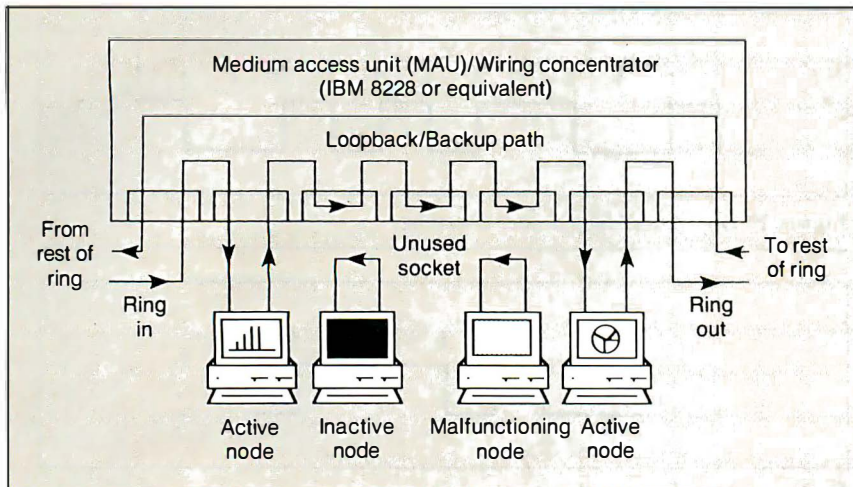 Medium access unit (MAU)/Wiring concentrator
(IBM 8228 or equivalent)
Loopback/Backup path
From
rest of
ring
Unused
socket
To rest
of ring
Ring
in
Ring
out
Active
node
Inactive
node
Malfunctioning
node
Active
node